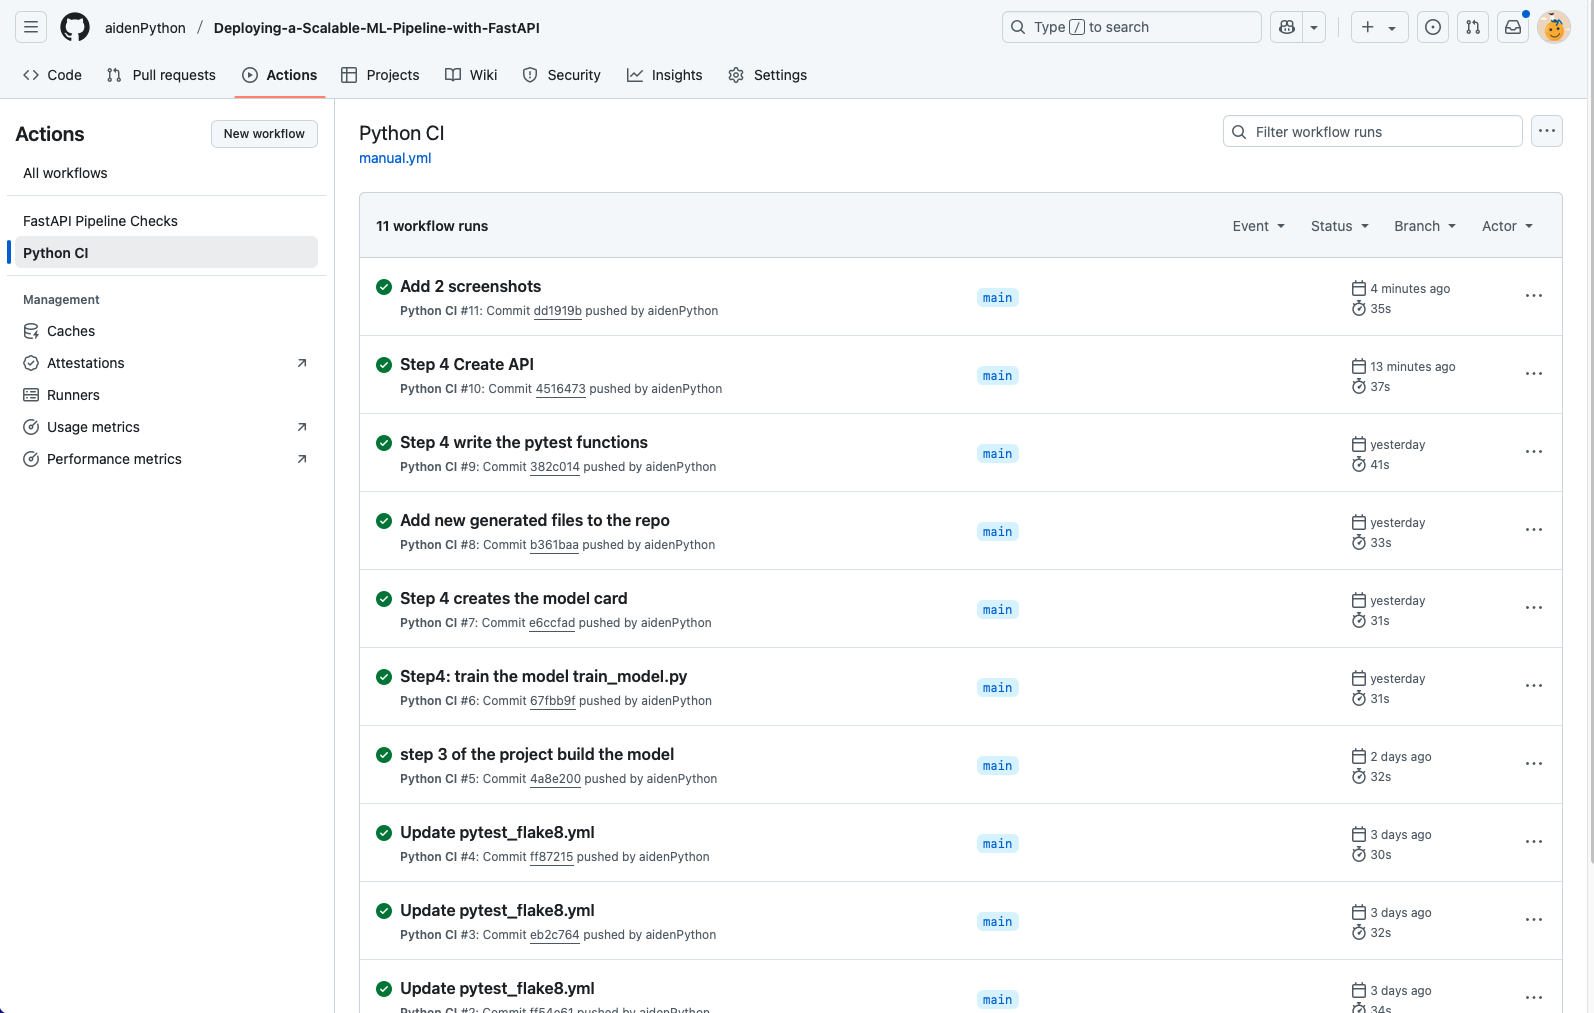 aidenPython / Deploying-a-Scalable-ML-Pipeline-with-FastAPI
Type / to search
Code
Pull requests
Actions
Projects
Wiki
Security
Insights
Settings
Actions
New workflow
All workflows
FastAPI Pipeline Checks
Python CI
Management
Caches
Attestations
Runners
Usage metrics
Performance metrics
Python CI
manual.yml
Filter workflow runs
11 workflow runs
Event
Status
Branch
Actor
Add 2 screenshots
Python CI #11: Commit dd1919b pushed by aidenPython
main
4 minutes ago
35s
Step 4 Create API
Python CI #10: Commit 4516473 pushed by aidenPython
main
13 minutes ago
37s
Step 4 write the pytest functions
Python CI #9: Commit 382c014 pushed by aidenPython
main
yesterday
41s
Add new generated files to the repo
Python CI #8: Commit b361baa pushed by aidenPython
main
yesterday
33s
Step 4 creates the model card
Python CI #7: Commit e6ccfad pushed by aidenPython
main
yesterday
31s
Step4: train the model train_model.py
Python CI #6: Commit 67fbb9f pushed by aidenPython
main
yesterday
31s
step 3 of the project build the model
Python CI #5: Commit 4a8e200 pushed by aidenPython
main
2 days ago
32s
Update pytest_flake8.yml
Python CI #4: Commit ff87215 pushed by aidenPython
main
3 days ago
30s
Update pytest_flake8.yml
Python CI #3: Commit eb2c764 pushed by aidenPython
main
3 days ago
32s
Update pytest_flake8.yml
Python CI #2: Commit ff54e61 pushed by aidenPython
main
3 days ago
34s